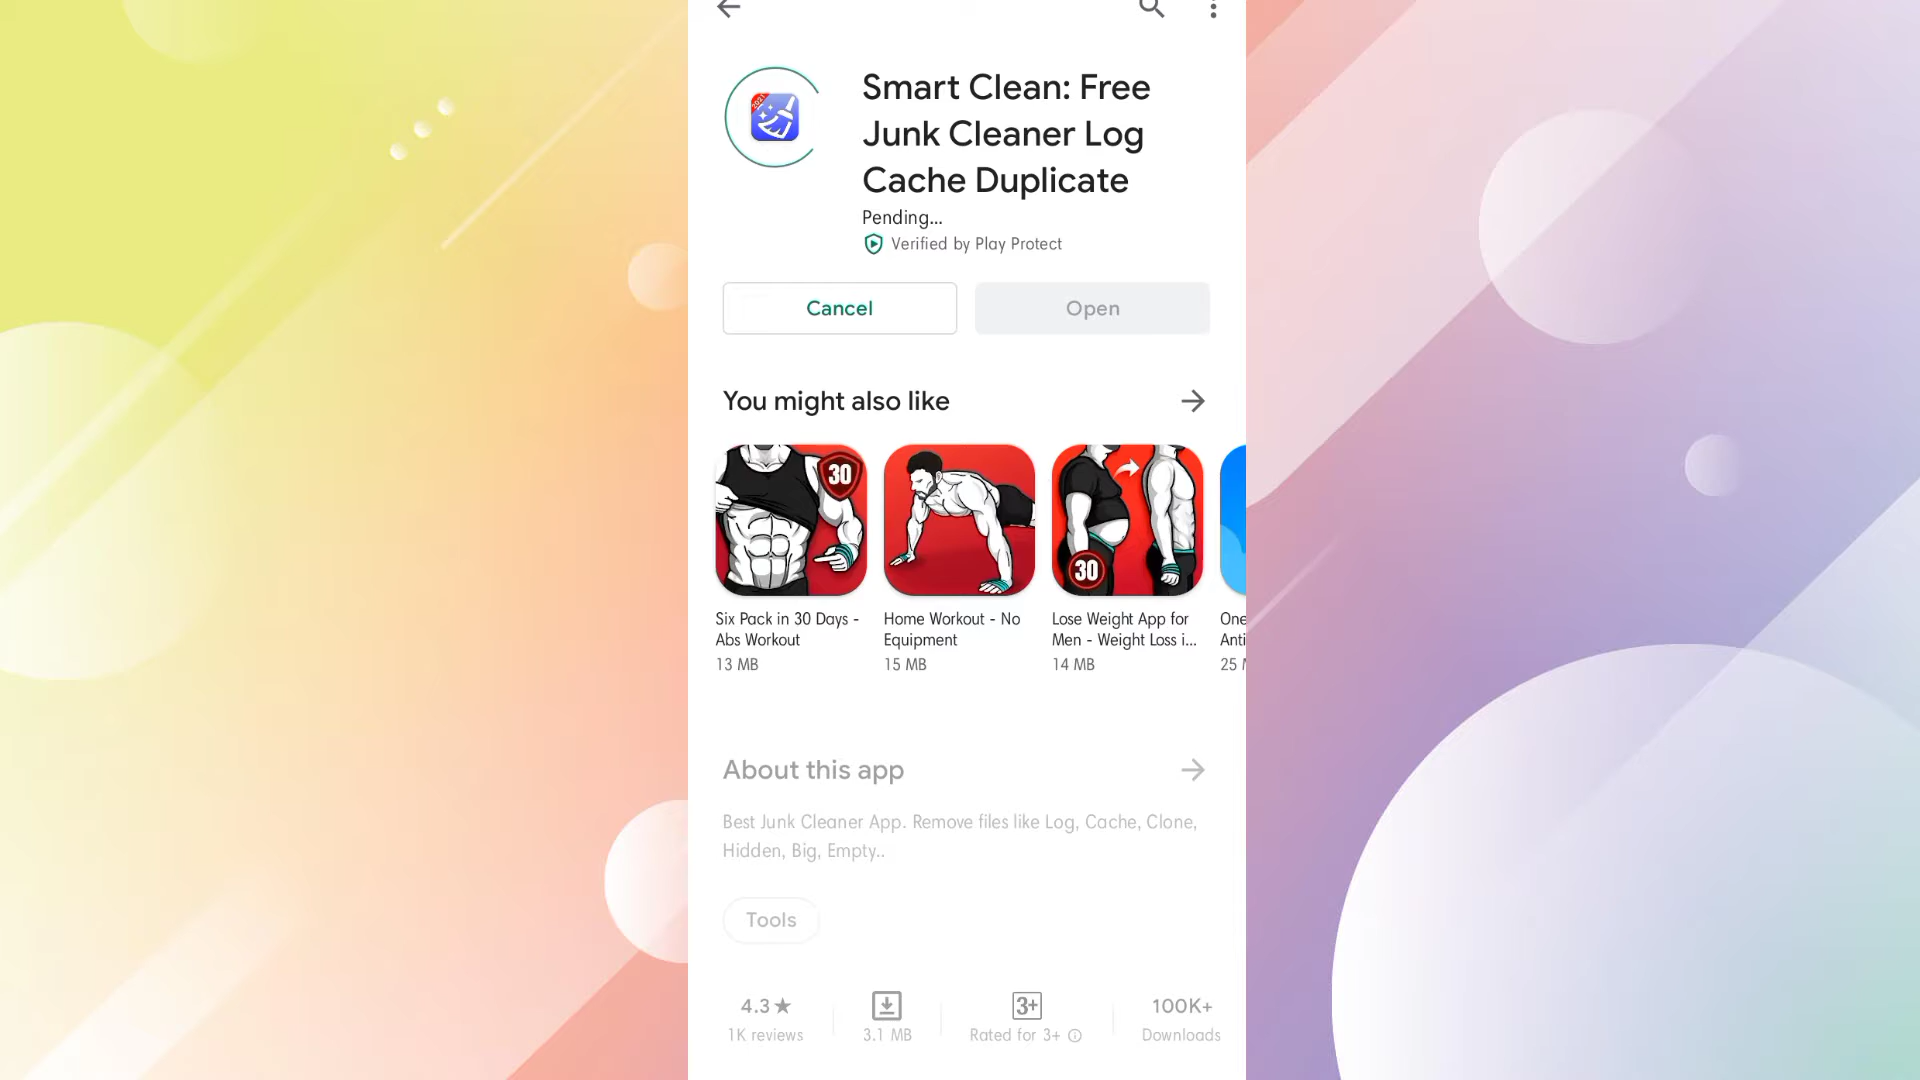 2021
Smart Clean: Free
Junk Cleaner Log
Cache Duplicate
Pending...
Verified by Play Protect
Cancel
Open
You might also like
30
30
Six Pack in 30 Days -
Abs Workout
13 MB
Home Workout - No
Equipment
15 MB
Lose Weight App for
Men - Weight Loss i...
14 MB
One
Anti
25
About this app
Best Junk Cleaner App. Remove files like Log, Cache, Clone,
Hidden, Big, Empty..
Tools
4.3★
1K reviews
3.1 MB
3+
Rated for 3+
100K+
Downloads